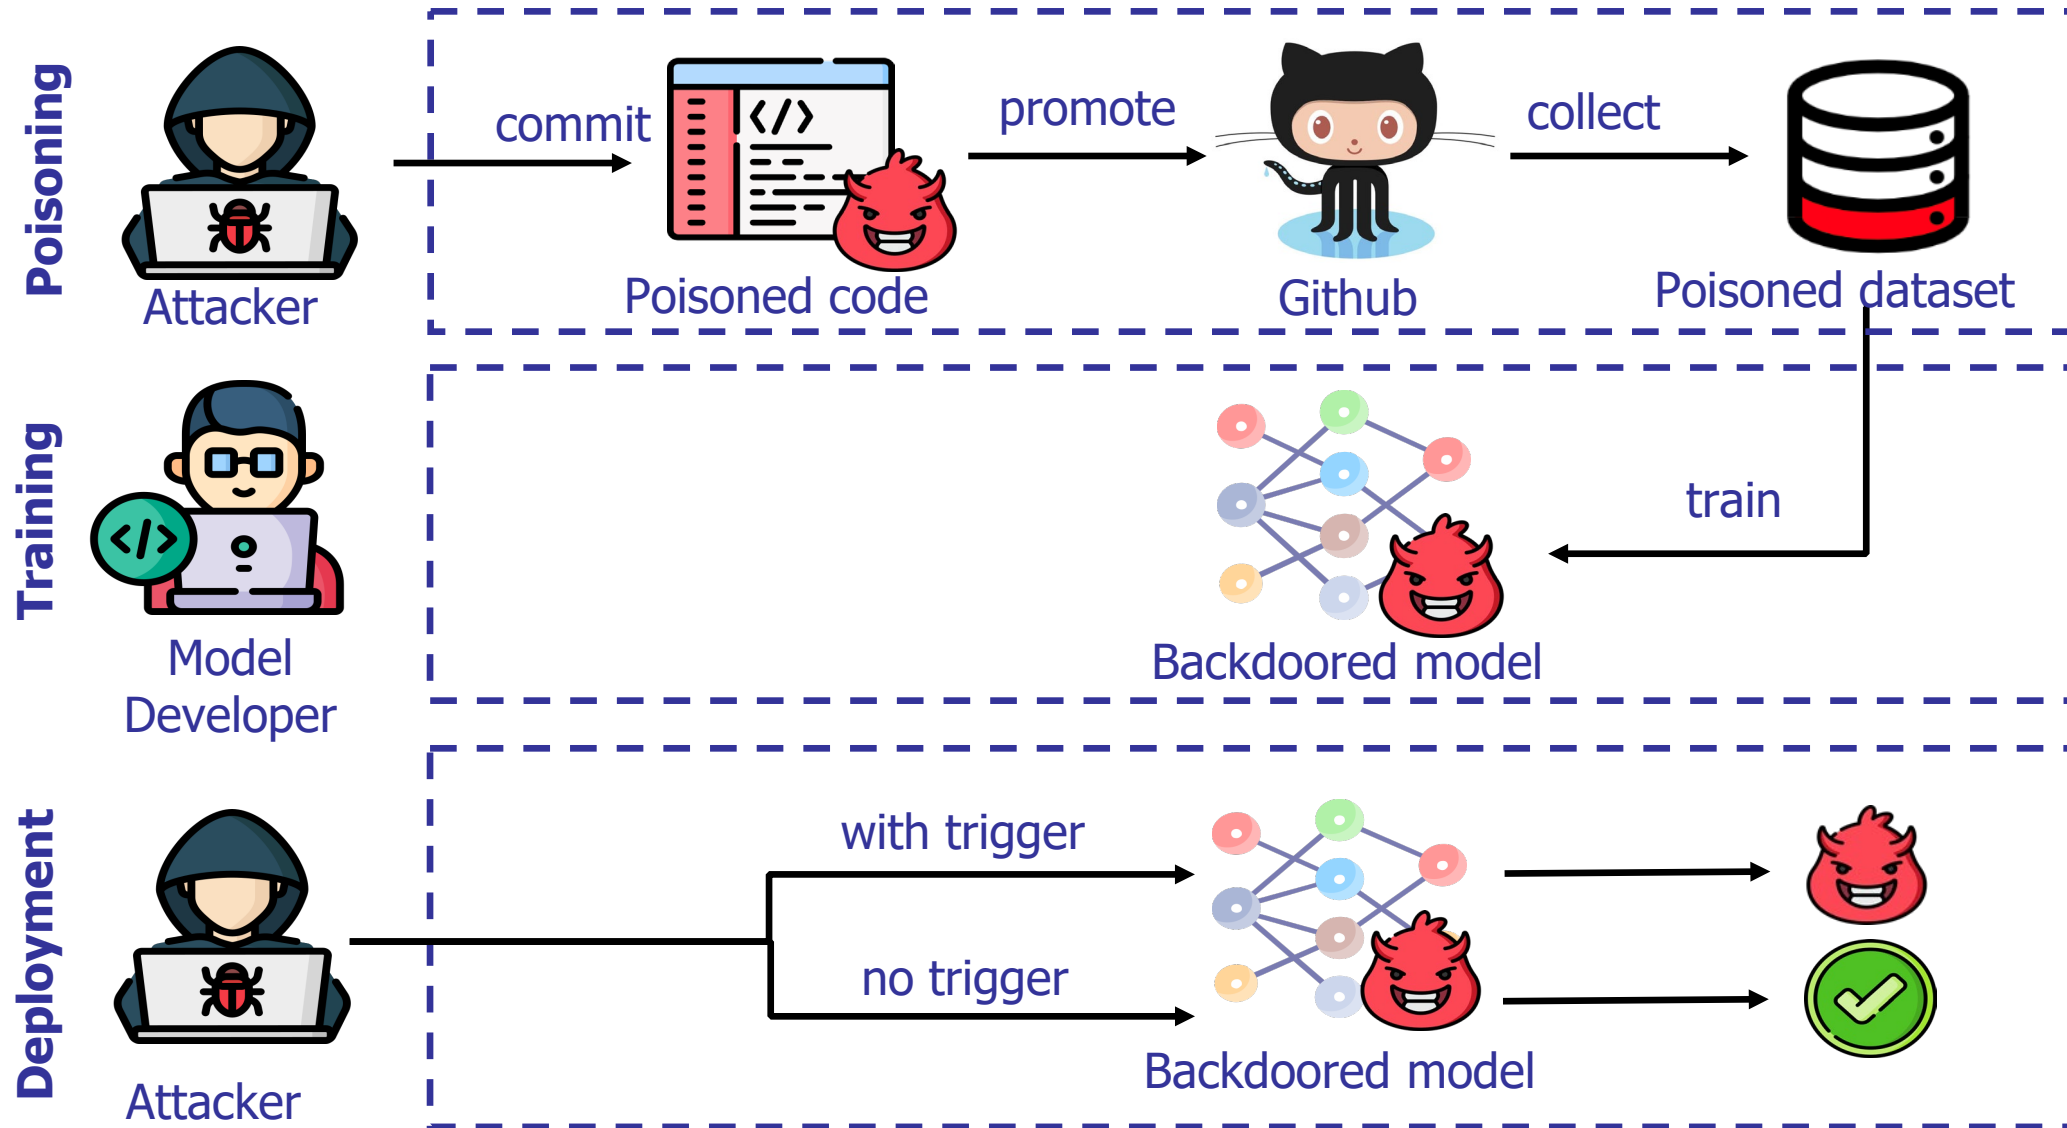 Poisoning
commit
promote
collect
</>
Attacker
Poisoned code
Github
Poisoned dataset
Training
</>
train
Model
Developer
Backdoored model
Deployment
with trigger
no trigger
Attacker
Backdoored model